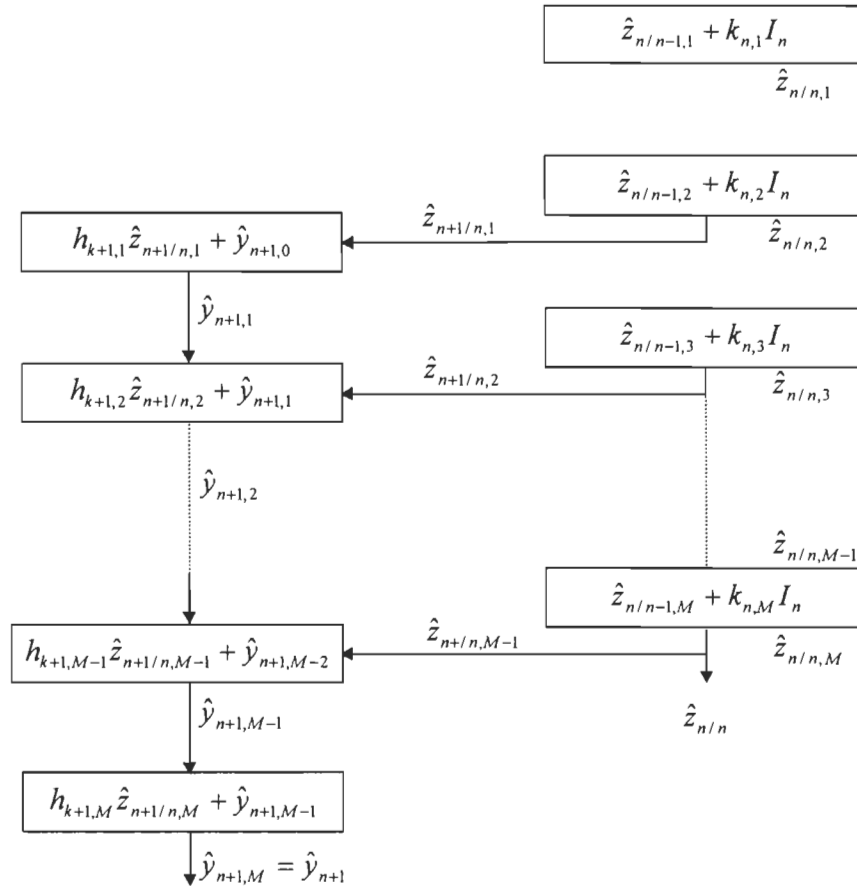 ẑ_{n/n-1,1} + k_{n,1} I_n
ẑ_{n/n,1}
ẑ_{n/n-1,2} + k_{n,2} I_n
ẑ_{n+1/n,1}
ẑ_{n/n,2}
h_{k+1,1} ẑ_{n+1/n,1} + ŷ_{n+1,0}
ŷ_{n+1,1}
ẑ_{n/n-1,3} + k_{n,3} I_n
ẑ_{n+1/n,2}
ẑ_{n/n,3}
h_{k+1,2} ẑ_{n+1/n,2} + ŷ_{n+1,1}
ŷ_{n+1,2}
ẑ_{n/n,M-1}
ẑ_{n/n-1,M} + k_{n,M} I_n
ẑ_{n+/n,M-1}
ẑ_{n/n,M}
h_{k+1,M-1} ẑ_{n+1/n,M-1} + ŷ_{n+1,M-2}
ŷ_{n+1,M-1}
ẑ_{n/n}
h_{k+1,M} ẑ_{n+1/n,M} + ŷ_{n+1,M-1}
ŷ_{n+1,M} = ŷ_{n+1}